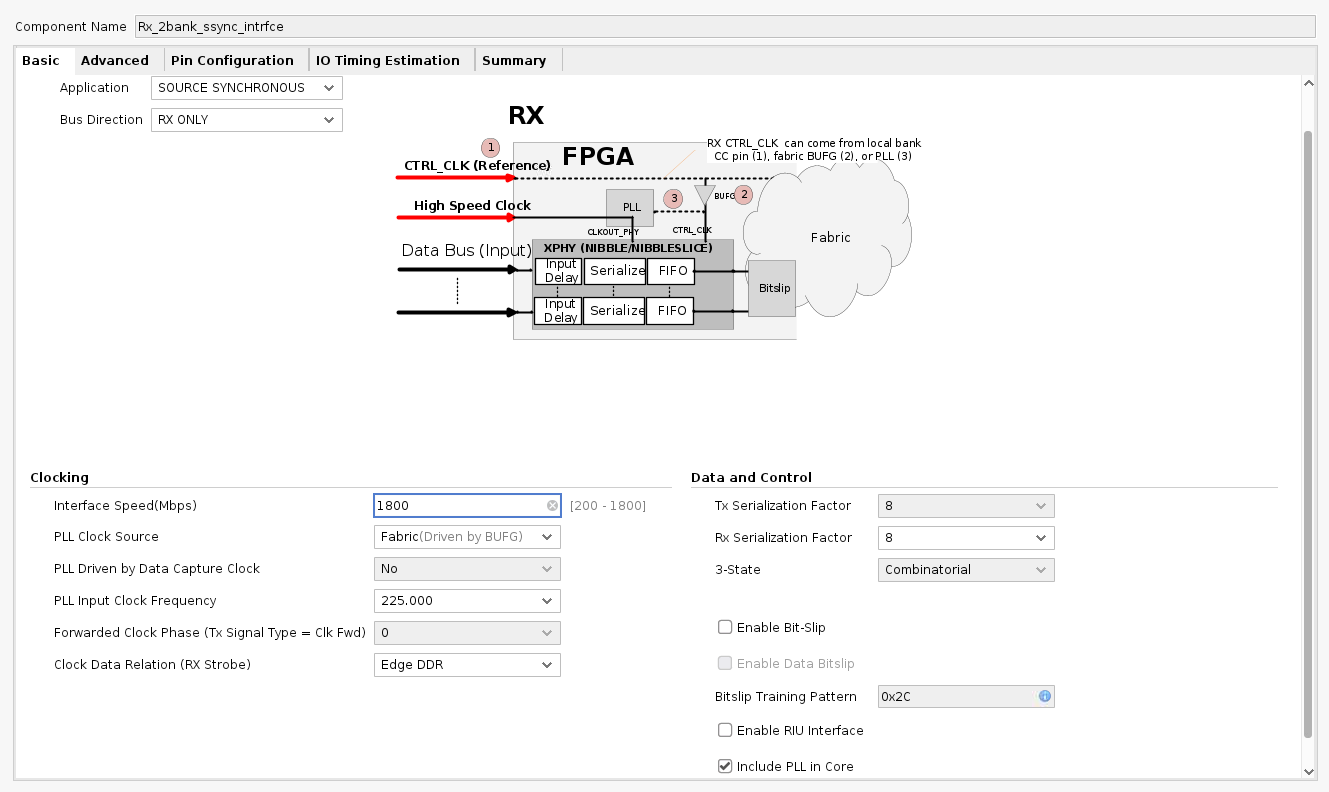 Component Name Rx_2bank_ssync_intrfce
Basic Advanced Pin Configuration IO Timing Estimation Summary
Application SOURCE SYNCHRONOUS
Bus Direction RX ONLY
RX
1
FPGA
RX CTRL_CLK can come from local bank
CC pin (1), fabric BUFG (2), or PLL (3)
CTRL_CLK (Reference)
PLL
3
BUFG
2
High Speed Clock
CLKOUT_PHY
CTRL_CLK
Fabric
Data Bus (Input)
XPHY (NIBBLE/NIBBLESLICE)
Input
Delay
Serialize
FIFO
Bitslip
Input
Delay
Serialize
FIFO
Clocking
Interface Speed(Mbps) 1800 [200 - 1800]
PLL Clock Source Fabric(Driven by BUFG)
PLL Driven by Data Capture Clock No
PLL Input Clock Frequency 225.000
Forwarded Clock Phase (Tx Signal Type = Clk Fwd) 0
Clock Data Relation (RX Strobe) Edge DDR
Data and Control
Tx Serialization Factor 8
Rx Serialization Factor 8
3-State Combinatorial
Enable Bit-Slip
Enable Data Bitslip
Bitslip Training Pattern 0x2C
Enable RIU Interface
Include PLL in Core